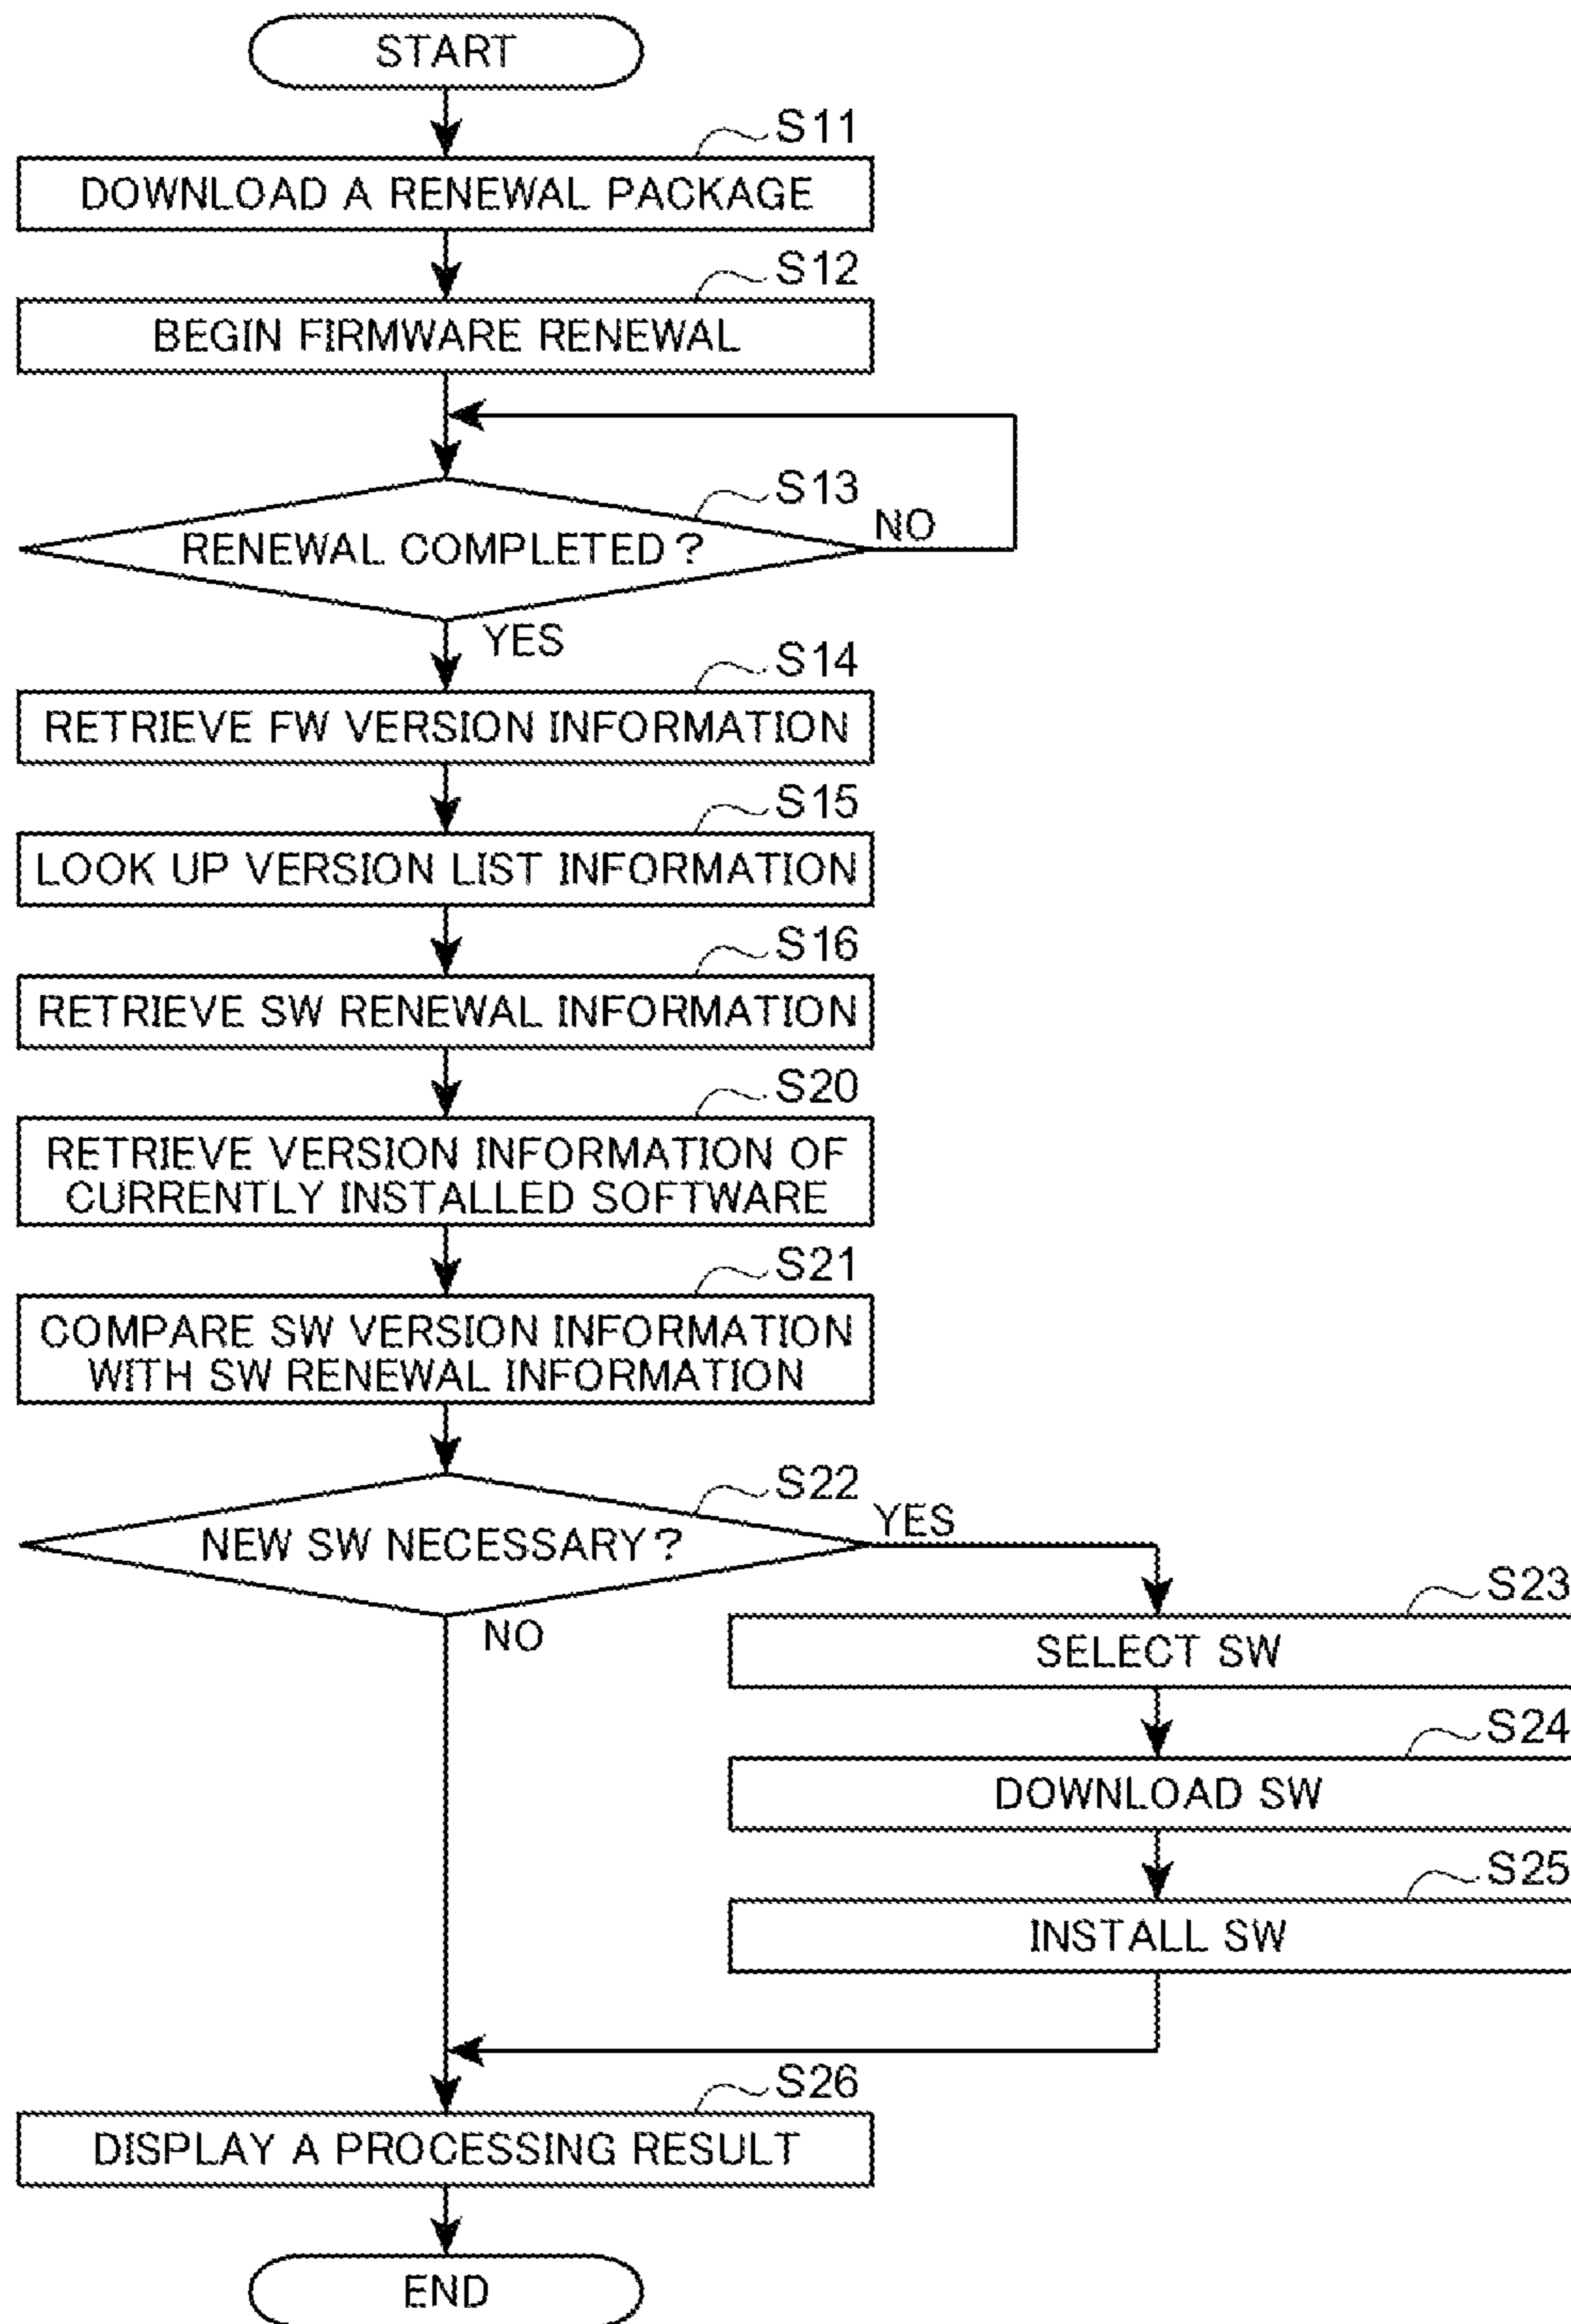 START
S11
DOWNLOAD A RENEWAL PACKAGE
S12
BEGIN FIRMWARE RENEWAL
S13
RENEWAL COMPLETED?
NO
YES
S14
RETRIEVE FW VERSION INFORMATION
S15
LOOK UP VERSION LIST INFORMATION
S16
RETRIEVE SW RENEWAL INFORMATION
S20
RETRIEVE VERSION INFORMATION OF
CURRENTLY INSTALLED SOFTWARE
S21
COMPARE SW VERSION INFORMATION
WITH SW RENEWAL INFORMATION
S22
NEW SW NECESSARY?
YES
NO
S23
SELECT SW
S24
DOWNLOAD SW
S25
INSTALL SW
S26
DISPLAY A PROCESSING RESULT
END